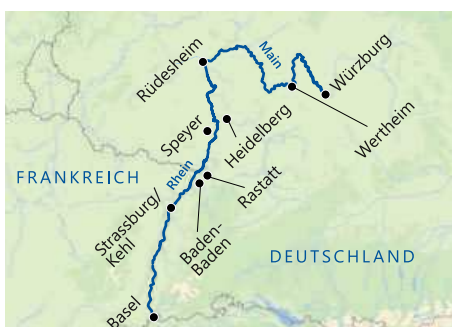 Main
Würzburg
Rüdesheim
Wertheim
Speyer
Heidelberg
Rhein
FRANKREICH
Rastatt
Strassburg/
Kehl
Baden-
Baden
DEUTSCHLAND
Basel